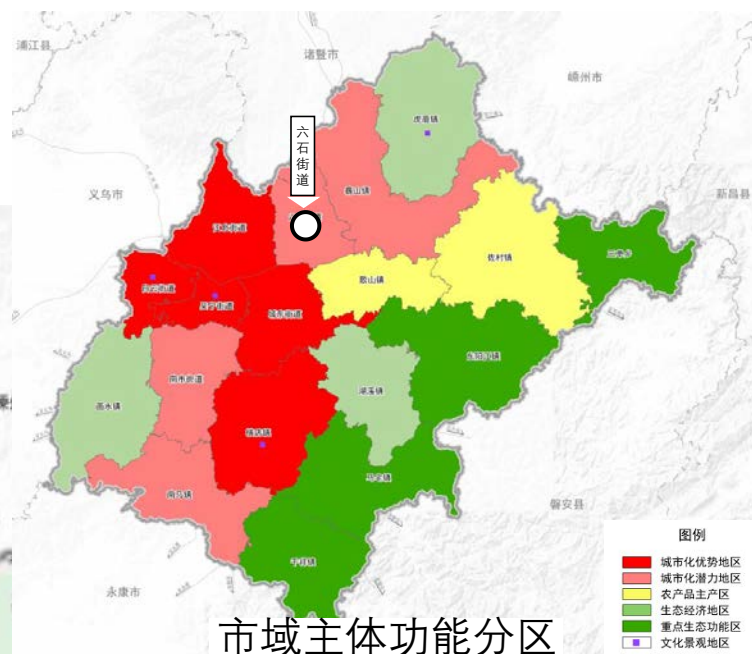 浦江县
诸暨市
嵊州市
虎鹿镇
六石街道
义乌市
巍山镇
新昌县
江北街道
三单乡
佐村镇
歌山镇
白云街道
吴宁街道
城东街道
东阳江镇
南市街道
湖溪镇
画水镇
横店镇
马宅镇
南马镇
磐安县
千祥镇
永康市
图例
城市化优势地区
城市化潜力地区
农产品主产区
生态经济地区
重点生态功能区
文化景观地区
市域主体功能分区